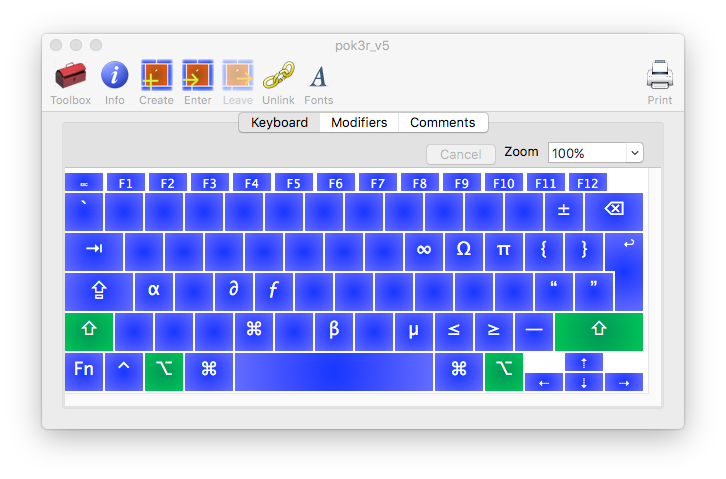 pok3r_v5
Toolbox Info Create Enter Leave Unlink Fonts Print
Keyboard Modifiers Comments
Cancel Zoom 100%
esc F1 F2 F3 F4 F5 F6 F7 F8 F9 F10 F11 F12
` ± ⌫
⇥ ∞ Ω π { } ↩
⇪ α ∂ ƒ “ ”
⇧ ⌘ β µ ≤ ≥ — ⇧
Fn ⌃ ⌥ ⌘ ⌘ ⌥ ⇠ ⇡ ⇣ ⇢